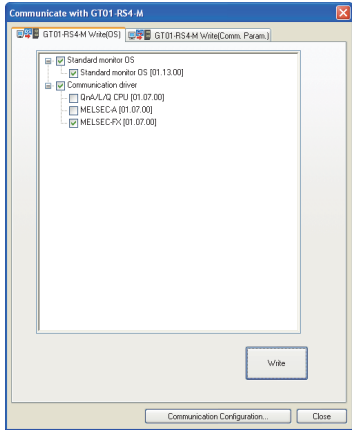 Communicate with GT01-RS4-M
GT01-RS4-M Write(OS) GT01-RS4-M Write(Comm. Param.)
Standard monitor OS
Standard monitor OS [01.13.00]
Communication driver
QnA/L/Q CPU [01.07.00]
MELSEC-A [01.07.00]
MELSEC-FX [01.07.00]
Write
Communication Configuration... Close